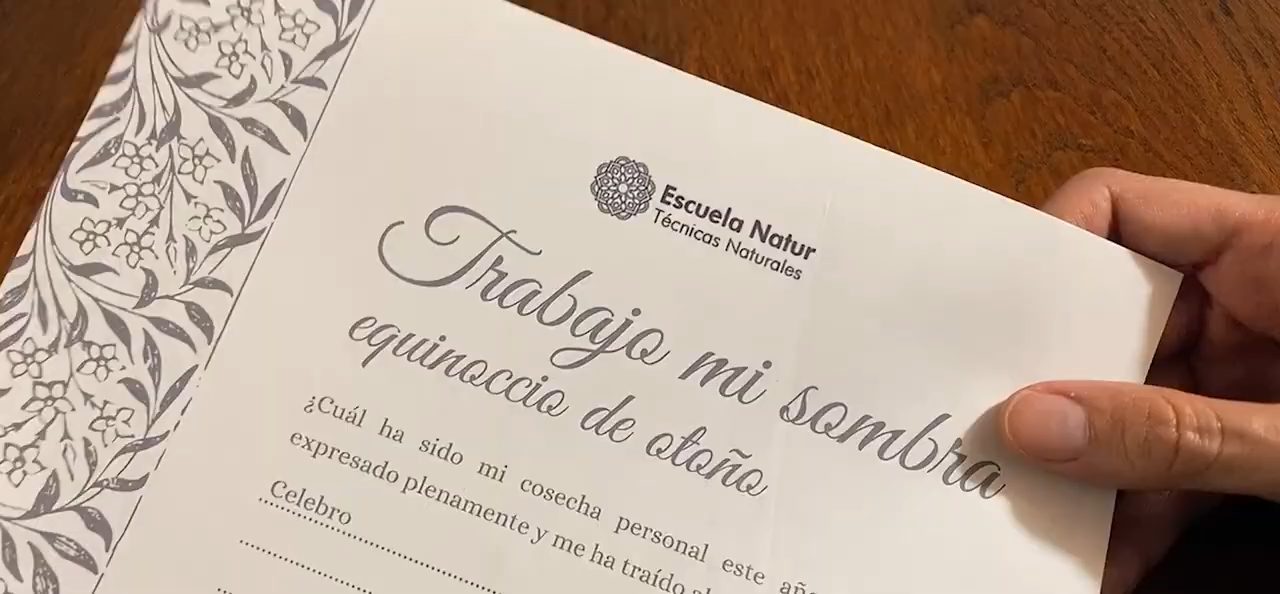 Escuela Natur
Técnicas Naturales
Trabajo mi sombra
equinoccio de otoño
¿Cuál ha sido mi cosecha personal este
expresado plenamente y me ha traído
Celebro